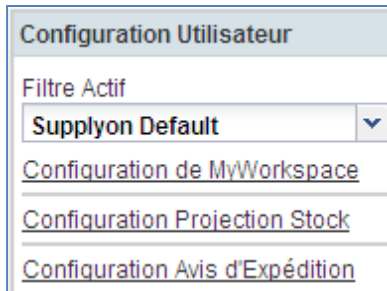 Configuration Utilisateur
Filtre Actif
Supplyon Default
Configuration de MyWorkspace
Configuration Projection Stock
Configuration Avis d'Expédition